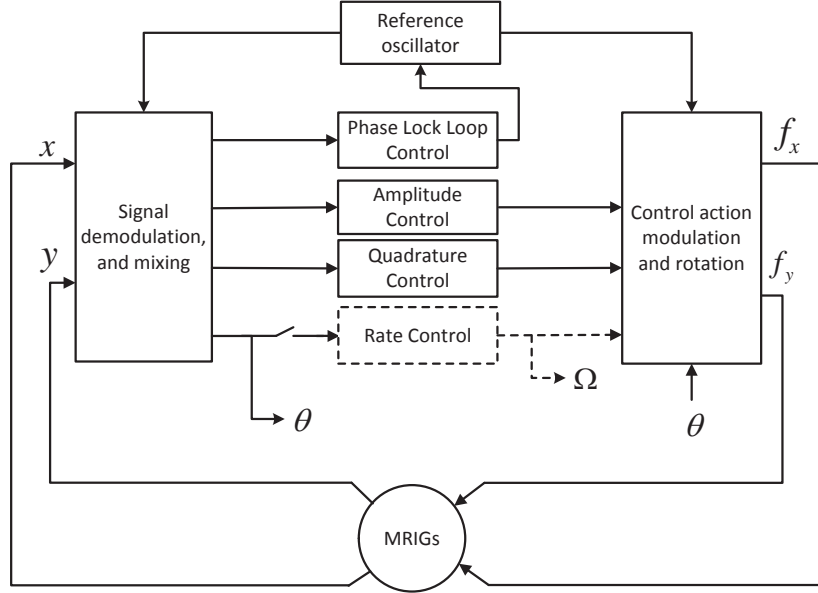 Reference
oscillator
x
Phase Lock Loop
Control
f_x
Signal
demodulation,
and mixing
Amplitude
Control
Control action
modulation
and rotation
y
Quadrature
Control
f_y
Rate Control
Ω
θ
θ
MRIGs